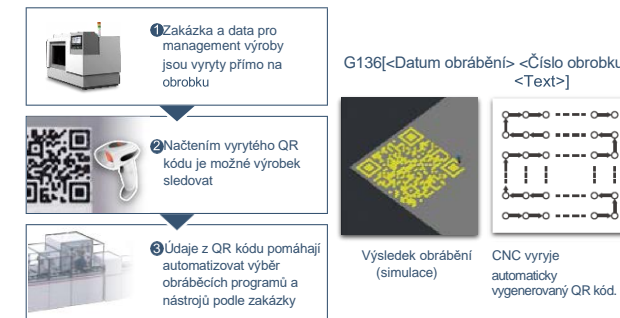 ❶Zakázka a data pro
management výroby
jsou vyryty přímo na
obrobku
❷Načtením vyrytého QR
kódu je možné výrobek
sledovat
❸Údaje z QR kódu pomáhají
automatizovat výběr
obráběcích programů a
nástrojů podle zakázky
G136[<Datum obrábění> <Číslo obrobku
<Text>]
Výsledek obrábění
(simulace)
CNC vyryje
automaticky
vygenerovaný QR kód.